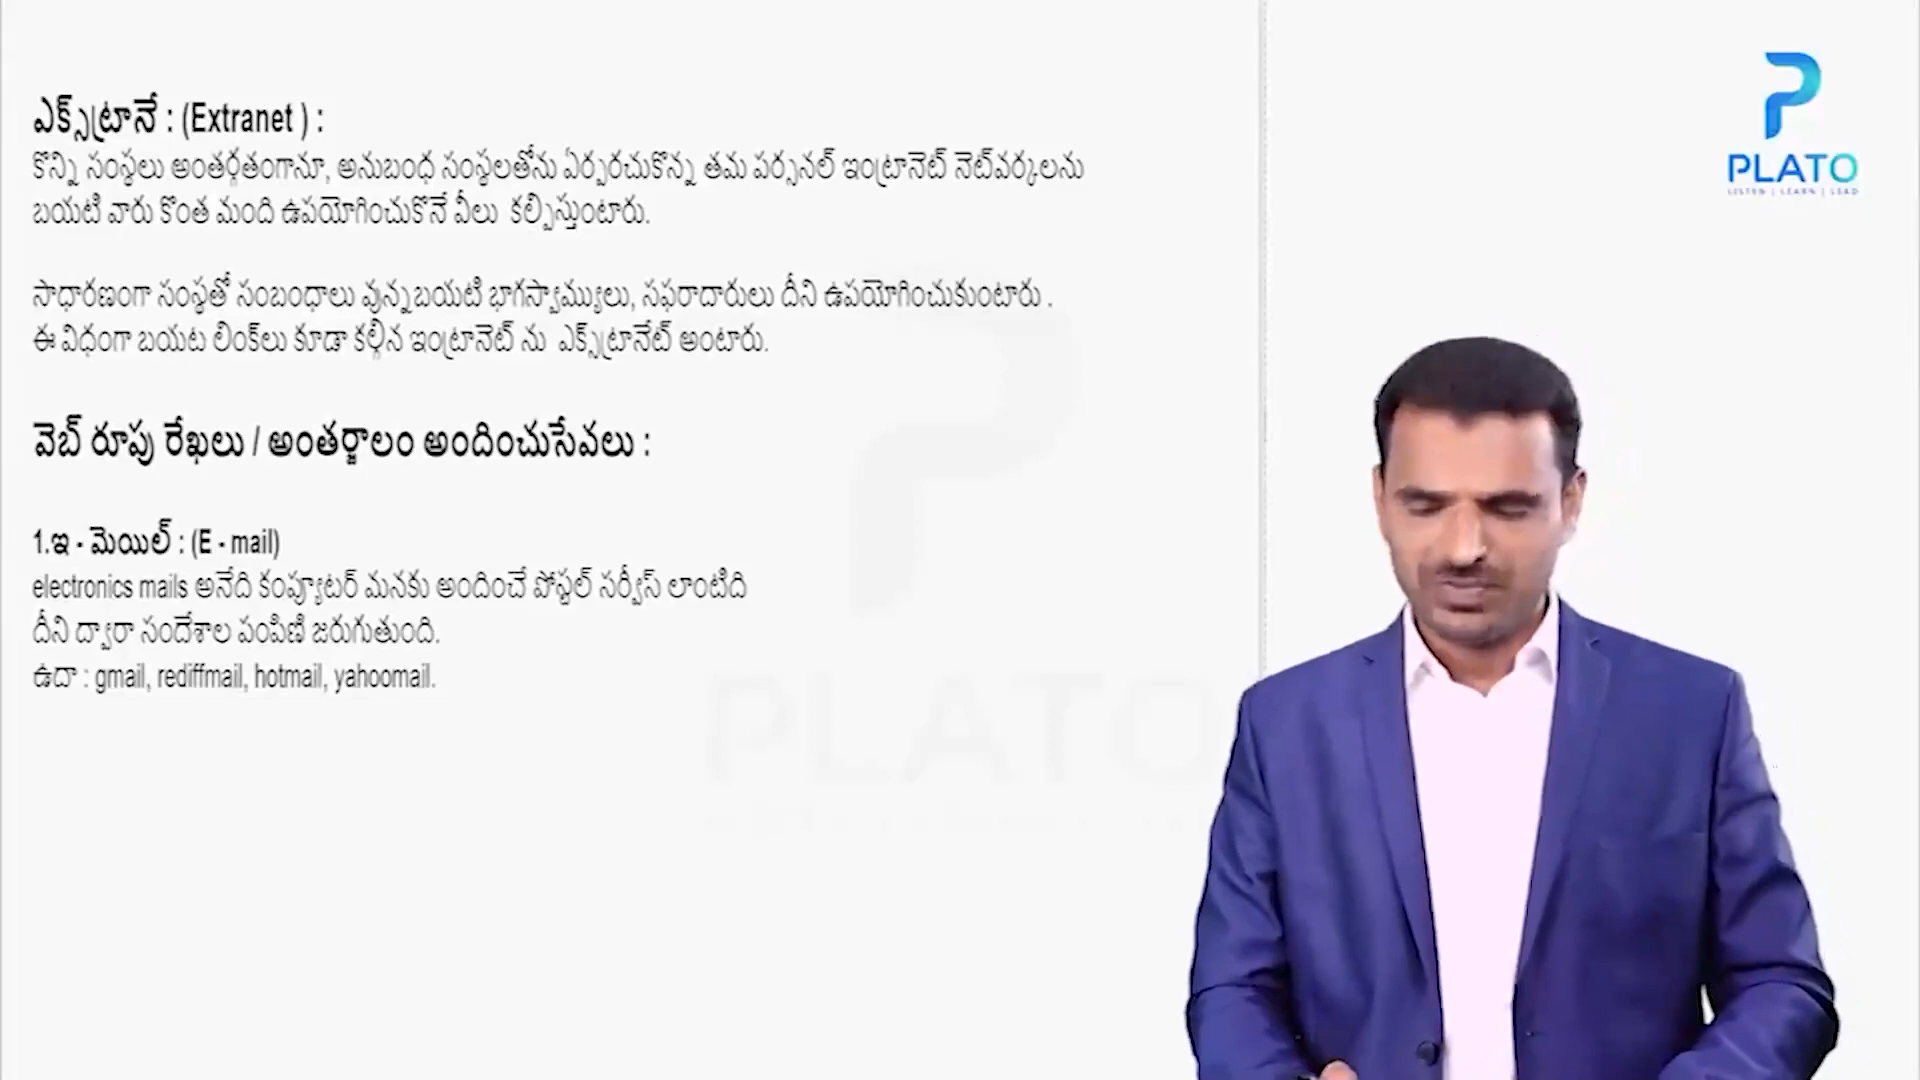 ఎక్స్‌ట్రానే : (Extranet ) :
కొన్ని సంస్థలు అంతర్గతంగానూ, అనుబంధ సంస్థలతోను ఏర్పరచుకొన్న తమ పర్సనల్ ఇంట్రానెట్ నెట్‌వర్కలను
బయటి వారు కొంత మంది ఉపయోగించుకొనే వీలు కల్పిస్తుంటారు.
సాధారణంగా సంస్థతో సంబంధాలు వున్నబయటి భాగస్వామ్యులు, సఫరాదారులు దీని ఉపయోగించుకుంటారు .
ఈ విధంగా బయట లింక్‌లు కూడా కల్గిన ఇంట్రానెట్ ను ఎక్స్‌ట్రానేట్ అంటారు.
వెబ్ రూపు రేఖలు / అంతర్జాలం అందించుసేవలు :
1.ఇ - మెయిల్ : (E - mail)
electronics mails అనేది కంప్యూటర్ మనకు అందించే పోస్టల్ సర్వీస్ లాంటిది
దీని ద్వారా సందేశాల పంపిణి జరుగుతుంది.
ఉదా : gmail, rediffmail, hotmail, yahoomail.
PLATO
LISTEN | LEARN | LEAD
PLATO